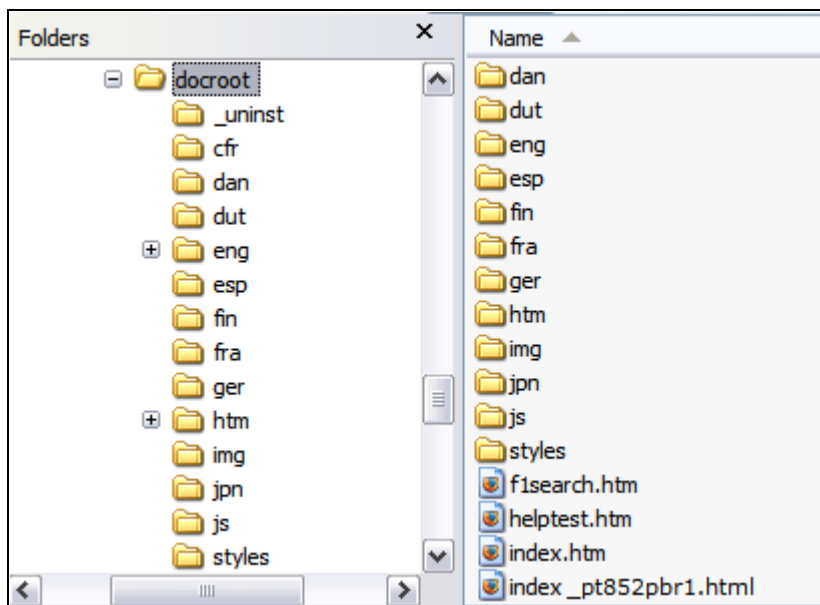 Folders
docroot
_uninst
cfr
dan
dut
eng
esp
fin
fra
ger
htm
img
jpn
js
styles
Name
dan
dut
eng
esp
fin
fra
ger
htm
img
jpn
js
styles
f1search.htm
helptest.htm
index.htm
index _pt852pbr1.html